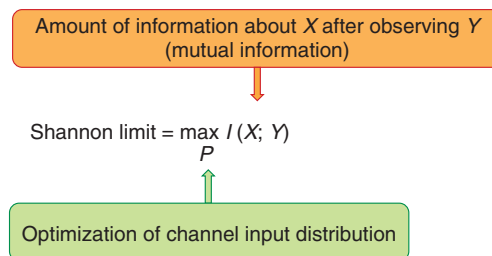 Amount of information about X after observing Y
(mutual information)
Shannon limit = max I (X; Y)
P
Optimization of channel input distribution